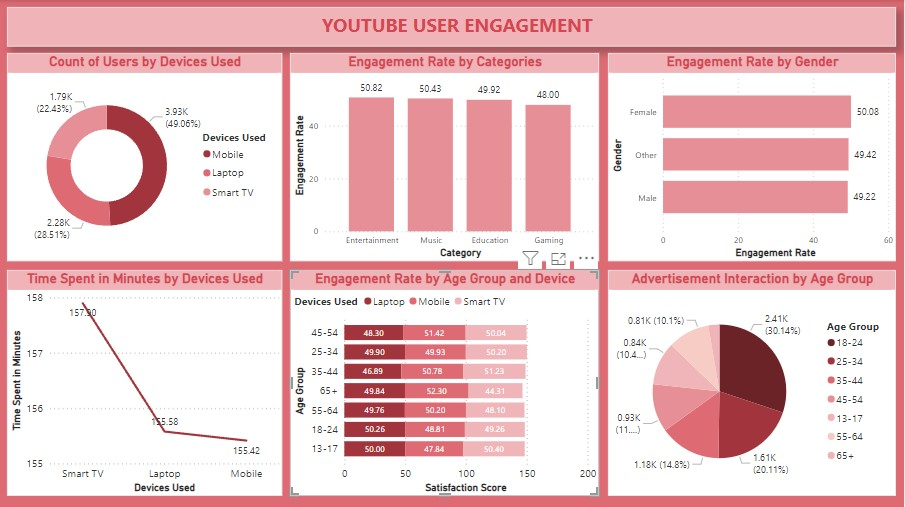 YOUTUBE USER ENGAGEMENT
Count of Users by Devices Used
1.79K
(22.43%)
3.93K
(49.06%)
2.28K
(28.51%)
Devices Used
Mobile
Laptop
Smart TV
Engagement Rate by Categories
Engagement Rate
40
20
0
50.82
50.43
49.92
48.00
Entertainment
Music
Education
Gaming
Category
Engagement Rate by Gender
Gender
Female
50.08
Other
49.42
Male
49.22
0
20
40
60
Engagement Rate
Time Spent in Minutes by Devices Used
Time Spent in Minutes
158
157
156
155
157.90
155.58
155.42
Smart TV
Laptop
Mobile
Devices Used
Engagement Rate by Age Group and Device
Devices Used
Laptop
Mobile
Smart TV
Age Group
45-54 48.30 51.42 50.04
25-34 49.90 49.93 50.20
35-44 46.89 50.78 51.23
65+ 49.84 52.30 44.31
55-64 49.76 50.20 48.10
18-24 50.26 48.81 49.26
13-17 50.00 47.84 50.40
0
50
100
150
200
Satisfaction Score
Advertisement Interaction by Age Group
0.81K (10.1%)
0.84K
(10.4...)
0.93K
(11....)
1.18K (14.8%)
1.61K
(20.11%)
2.41K
(30.14%)
Age Group
18-24
25-34
35-44
45-54
13-17
55-64
65+